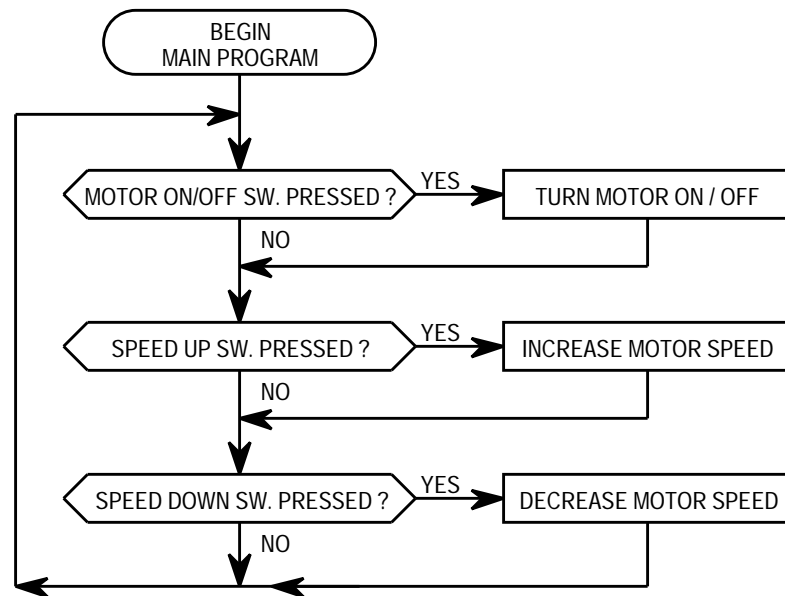 BEGIN
MAIN PROGRAM
MOTOR ON/OFF SW. PRESSED ?
YES
TURN MOTOR ON / OFF
NO
SPEED UP SW. PRESSED ?
YES
INCREASE MOTOR SPEED
NO
SPEED DOWN SW. PRESSED ?
YES
DECREASE MOTOR SPEED
NO